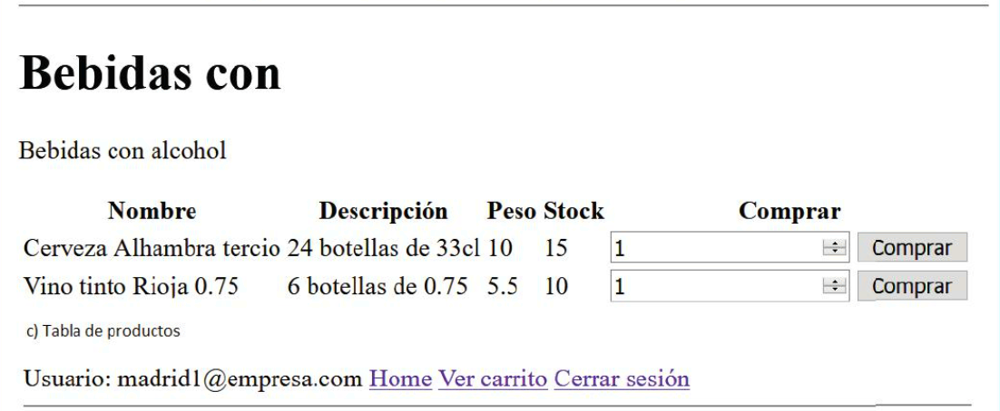 Bebidas con
Bebidas con alcohol
Nombre Descripción Peso Stock Comprar
Cerveza Alhambra tercio 24 botellas de 33cl 10 15 1 Comprar
Vino tinto Rioja 0.75 6 botellas de 0.75 5.5 10 1 Comprar
c) Tabla de productos
Usuario: madrid1@empresa.com Home Ver carrito Cerrar sesión